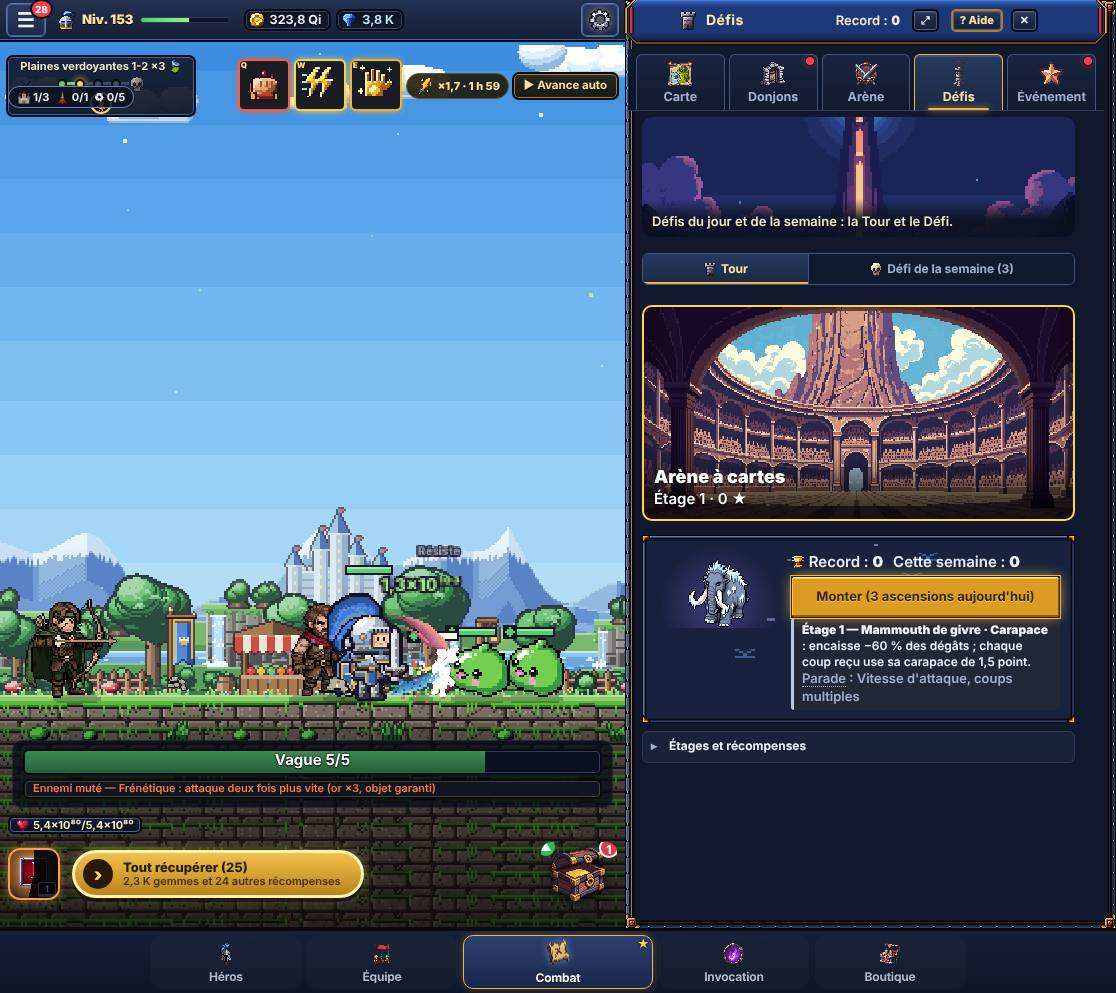 28
Niv. 153
323,8 Qi
3,8 K
Plaines verdoyantes 1-2 ×3
1/3
0/1
0/5
Q
W
E
×1,7 · 1 h 59
▶ Avance auto
Résiste
Vague 5/5
Ennemi muté — Frénétique : attaque deux fois plus vite (or ×3, objet garanti)
5,4×10⁸⁰/5,4×10⁸⁰
1
Tout récupérer (25)
2,3 K gemmes et 24 autres récompenses
1
Défis
Record : 0
? Aide
Carte
Donjons
Arène
Défis
Événement
Défis du jour et de la semaine : la Tour et le Défi.
Tour
Défi de la semaine (3)
Arène à cartes
Étage 1 · 0 ★
Record : 0 Cette semaine : 0
Monter (3 ascensions aujourd'hui)
Étage 1 — Mammouth de givre · Carapace
: encaisse −60 % des dégâts ; chaque
coup reçu use sa carapace de 1,5 point.
Parade : Vitesse d'attaque, coups
multiples
Étages et récompenses
Héros
Équipe
Combat
Invocation
Boutique